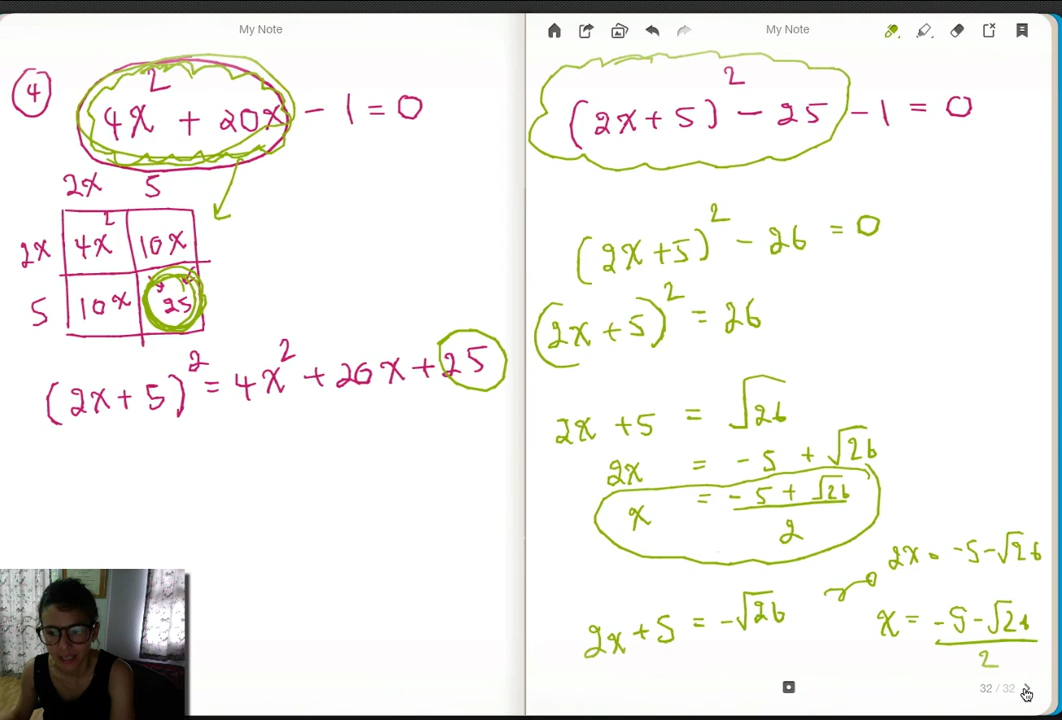 My Note
④ 4x² + 20x - 1 = 0
2x 5
2x 4x² 10x
5 10x 25
(2x + 5)² = 4x² + 20x + 25
My Note
(2x + 5)² - 25 - 1 = 0
(2x + 5)² - 26 = 0
(2x + 5)² = 26
2x + 5 = √26
2x = -5 + √26
x = (-5 + √26)/2
2x + 5 = -√26
2x = -5 - √26
x = (-5 - √26)/2
32 / 32